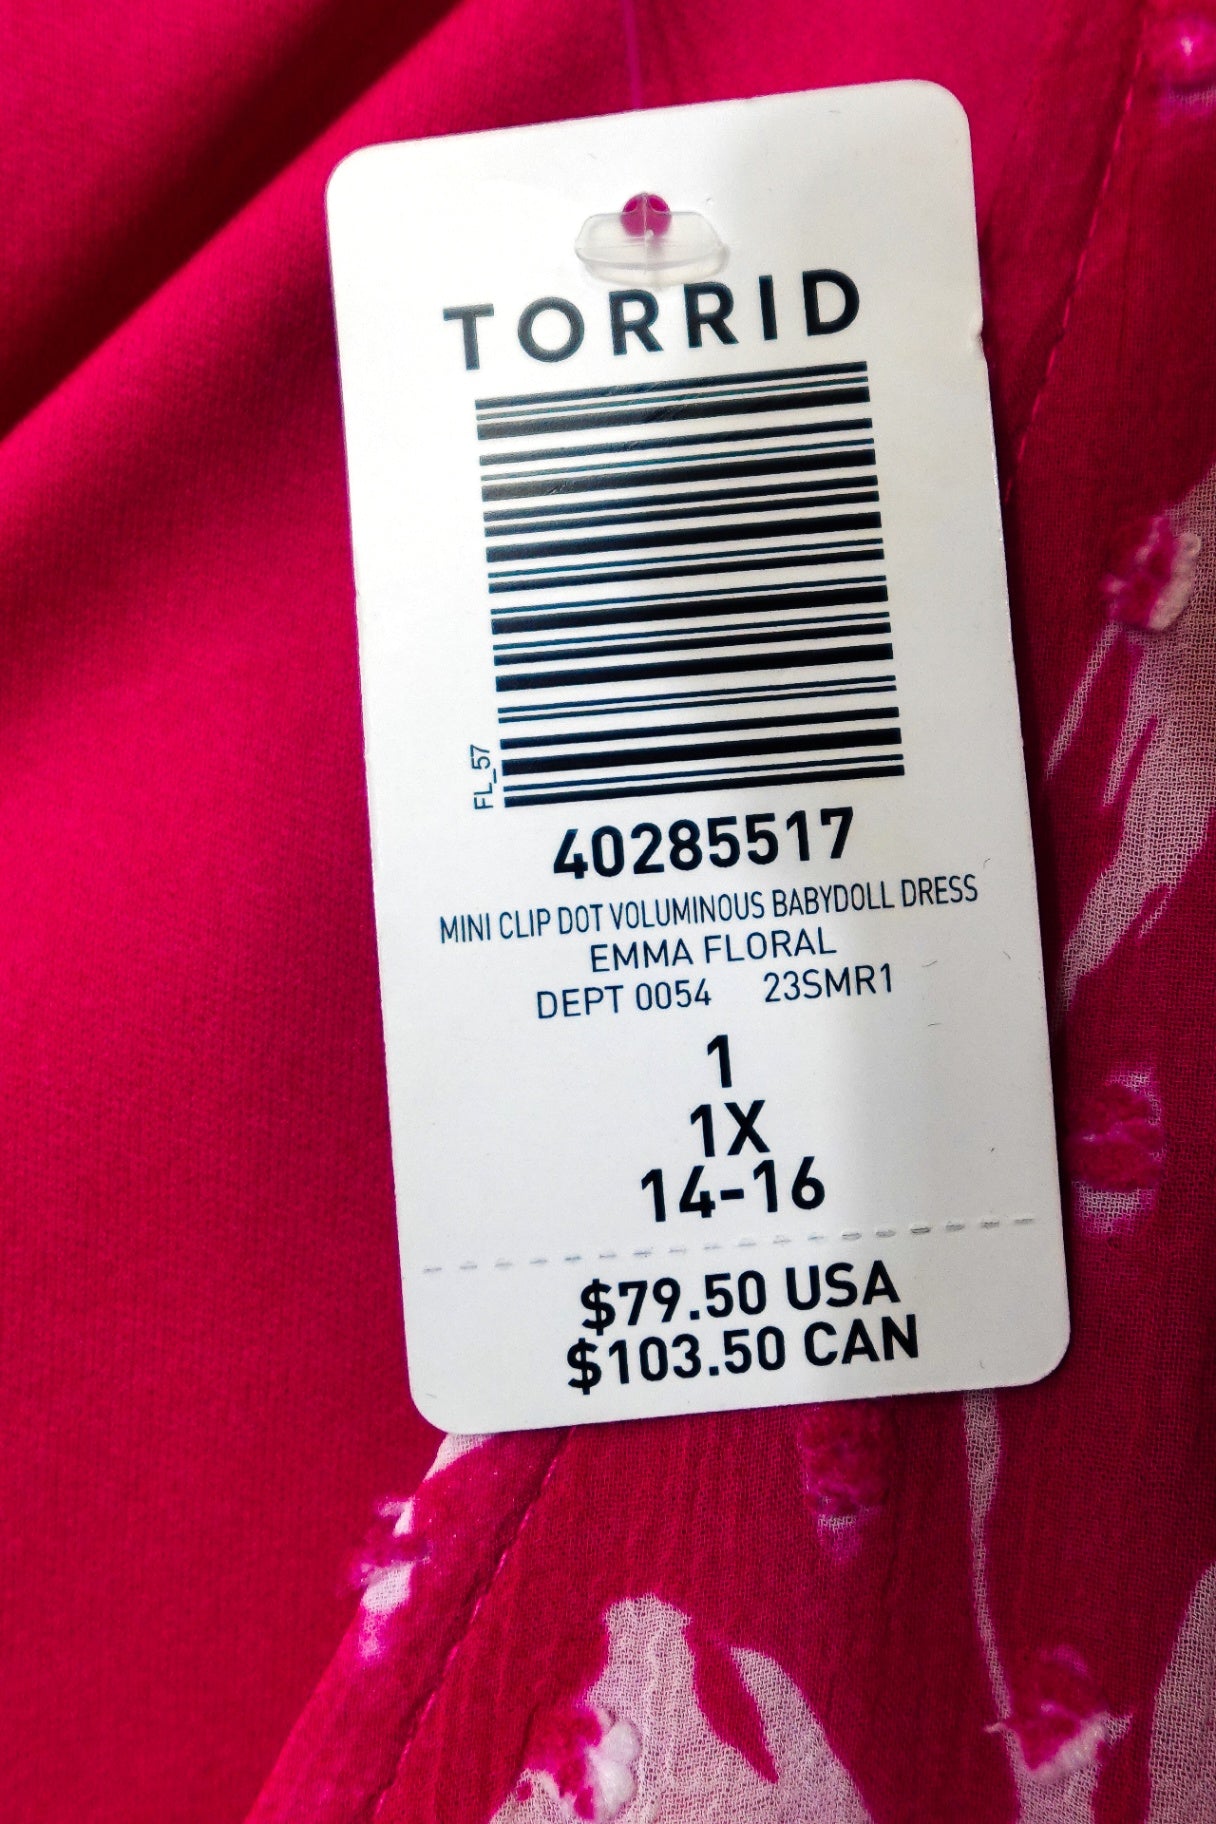 TORRID
FL_57
40285517
MINI CLIP DOT VOLUMINOUS BABYDOLL DRESS
EMMA FLORAL
DEPT 0054 23SMR1
1
1X
14-16
$79.50 USA
$103.50 CAN